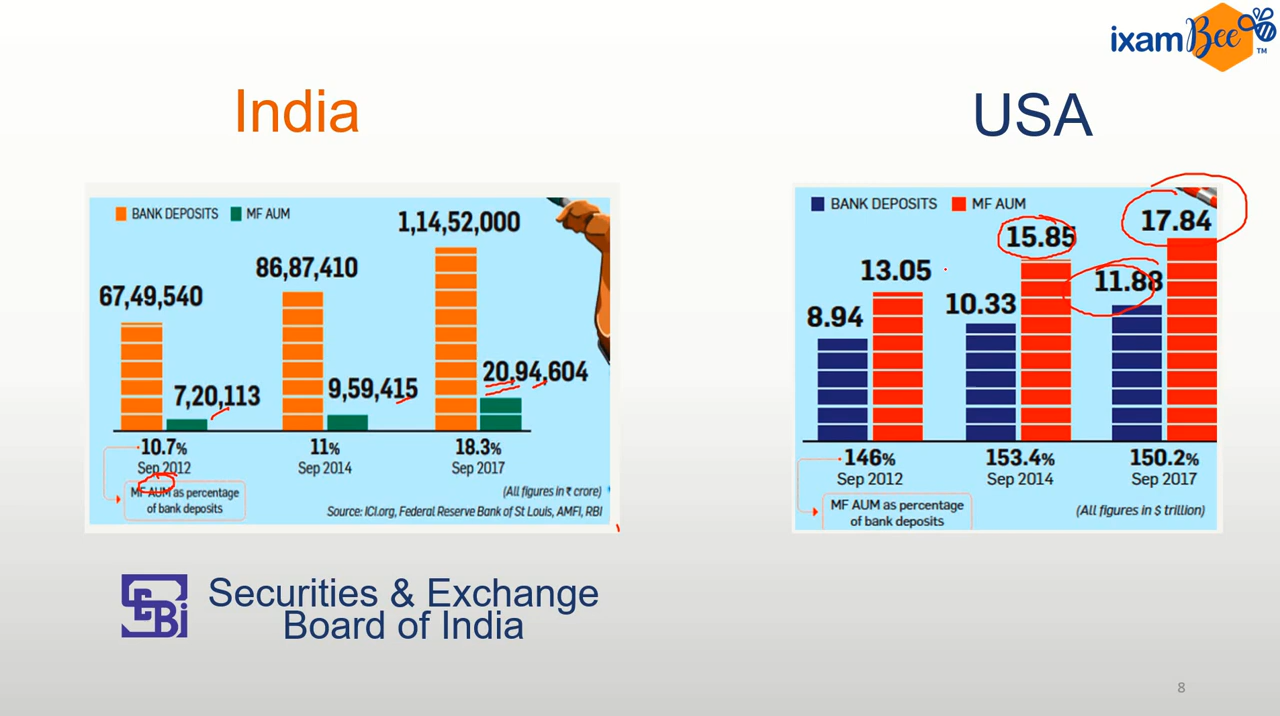 ixamBee TM
India
USA
BANK DEPOSITS MF AUM
1,14,52,000
86,87,410
67,49,540
20,94,604
9,59,415
7,20,113
10.7% 11% 18.3%
Sep 2012 Sep 2014 Sep 2017
MF AUM as percentage
of bank deposits
(All figures in ₹ crore)
Source: ICI.org, Federal Reserve Bank of St Louis, AMFI, RBI
BANK DEPOSITS MF AUM
17.84
15.85
13.05
11.88
10.33
8.94
146% 153.4% 150.2%
Sep 2012 Sep 2014 Sep 2017
MF AUM as percentage
of bank deposits
(All figures in $ trillion)
SEBI
Securities & Exchange
Board of India
8